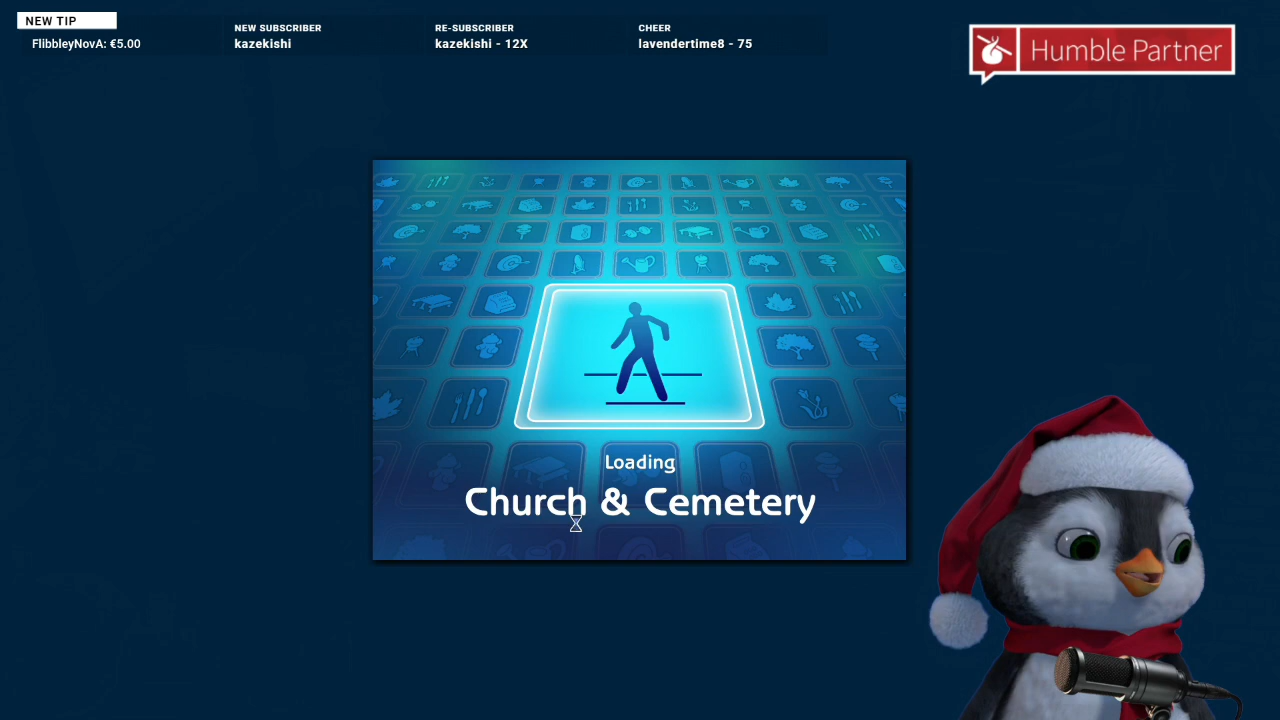 NEW TIP
FlibbleyNovA: €5.00
NEW SUBSCRIBER
kazekishi
RE-SUBSCRIBER
kazekishi - 12X
CHEER
lavendertime8 - 75
Humble Partner
Loading
Church & Cemetery